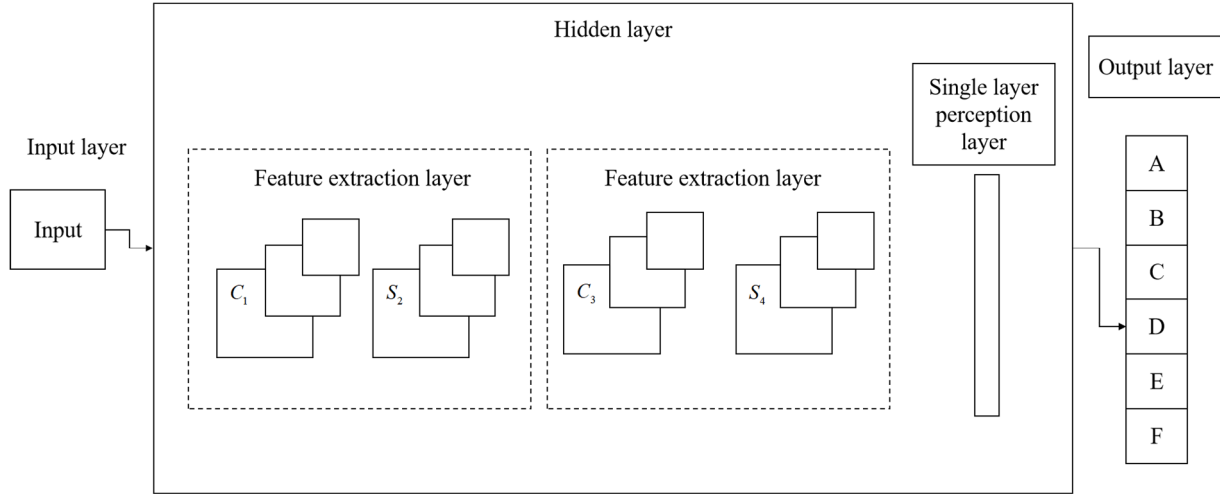 Hidden layer
Output layer
Single layer
perception
layer
Input layer
Feature extraction layer
Feature extraction layer
Input
C1
S2
C3
S4
A
B
C
D
E
F